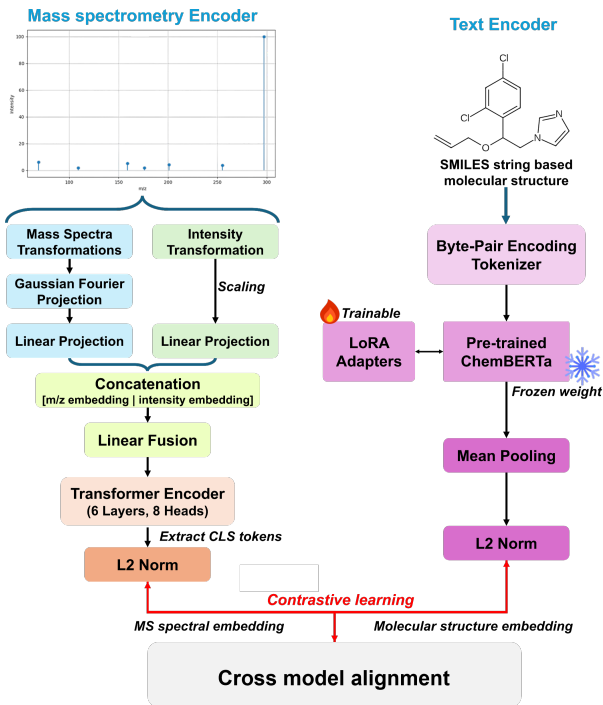 Mass spectrometry Encoder
100
80
60
40
20
0
Intensity
100
150
200
250
300
m/z
Mass Spectra
Transformations
Intensity
Transformation
Gaussian Fourier
Projection
Scaling
Linear Projection
Linear Projection
Concatenation
[m/z embedding | intensity embedding]
Linear Fusion
Transformer Encoder
(6 Layers, 8 Heads)
Extract CLS tokens
L2 Norm
Text Encoder
Cl
Cl
N
N
O
SMILES string based
molecular structure
Byte-Pair Encoding
Tokenizer
Trainable
LoRA
Adapters
Pre-trained
ChemBERTa
Frozen weight
Mean Pooling
L2 Norm
Contrastive learning
MS spectral embedding
Molecular structure embedding
Cross model alignment